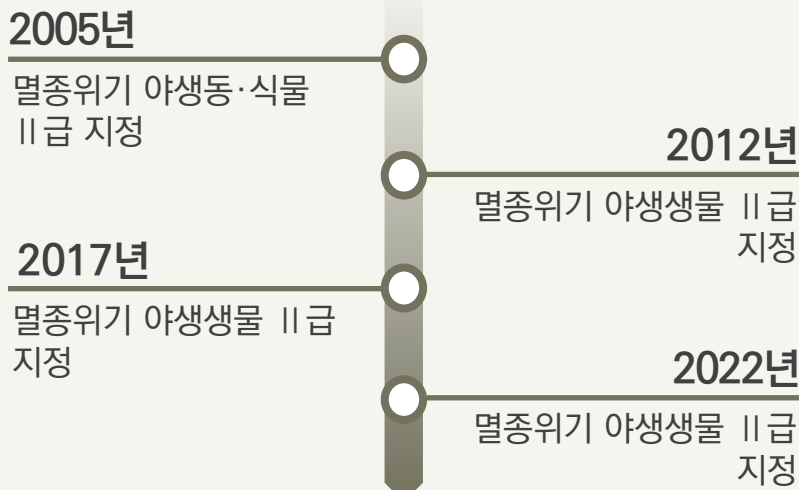 2005년
멸종위기 야생동·식물
Ⅱ급 지정
2012년
멸종위기 야생생물 Ⅱ급
지정
2017년
멸종위기 야생생물 Ⅱ급
지정
2022년
멸종위기 야생생물 Ⅱ급
지정